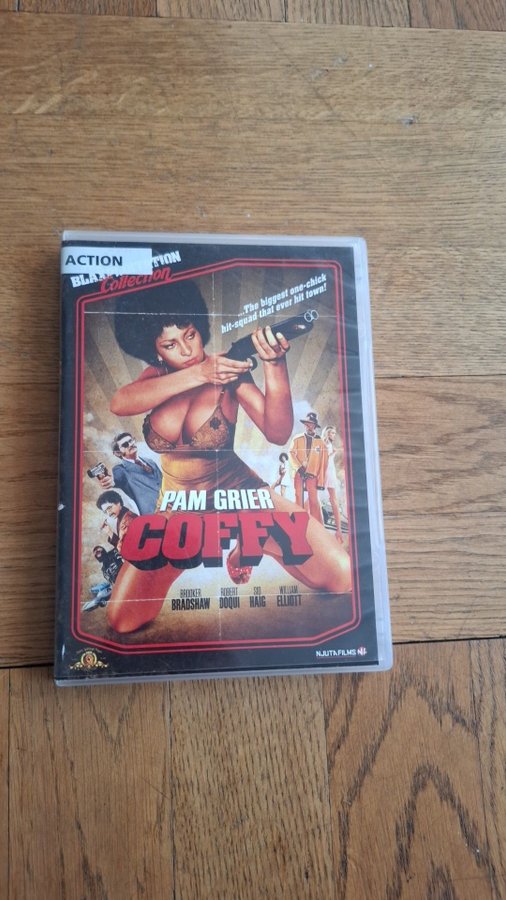 ACTION
Collection
...The biggest one-chick
hit-squad that ever hit town!
PAM GRIER
COFFY
BOOKER
BRADSHAW
ROBERT
DOQUI
SID
HAIG
WILLIAM
ELLIOTT
NJUTAFILMS